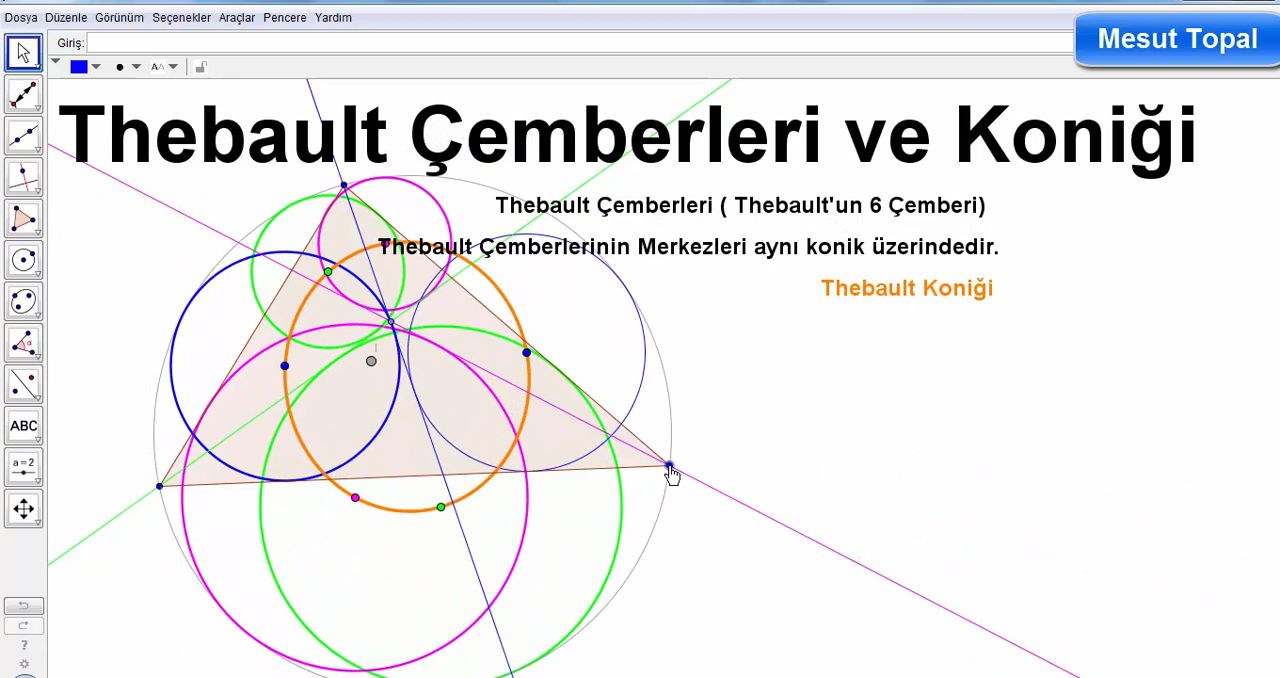 Dosya Düzenle Görünüm Seçenekler Araçlar Pencere Yardım
Giriş:
Mesut Topal
AA
Thebault Çemberleri ve Koniği
Thebault Çemberleri ( Thebault'un 6 Çemberi)
Thebault Çemberlerinin Merkezleri aynı konik üzerindedir.
Thebault Koniği
α
ABC
a=2
?